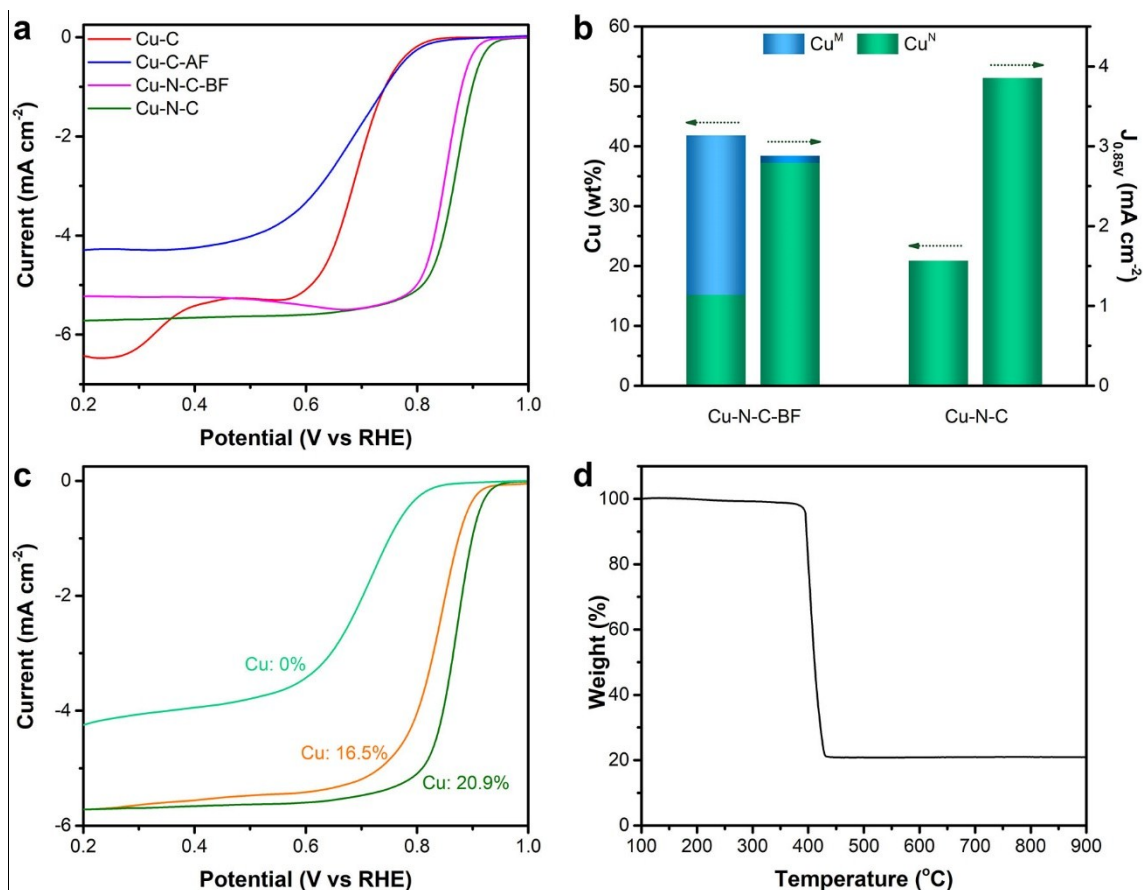 a
0
-2
-4
-6
0.2 0.4 0.6 0.8 1.0
Current (mA cm⁻²)
Potential (V vs RHE)
Cu-C
Cu-C-AF
Cu-N-C-BF
Cu-N-C
b
60
50
40
30
20
10
0
Cu (wt%)
Cuᴹ Cuᴺ
4
3
2
1
0
J0.85V (mA cm⁻²)
Cu-N-C-BF Cu-N-C
c
0
-2
-4
-6
0.2 0.4 0.6 0.8 1.0
Current (mA cm⁻²)
Potential (V vs RHE)
Cu: 0%
Cu: 16.5%
Cu: 20.9%
d
100
80
60
40
20
0
100 200 300 400 500 600 700 800 900
Weight (%)
Temperature (oC)